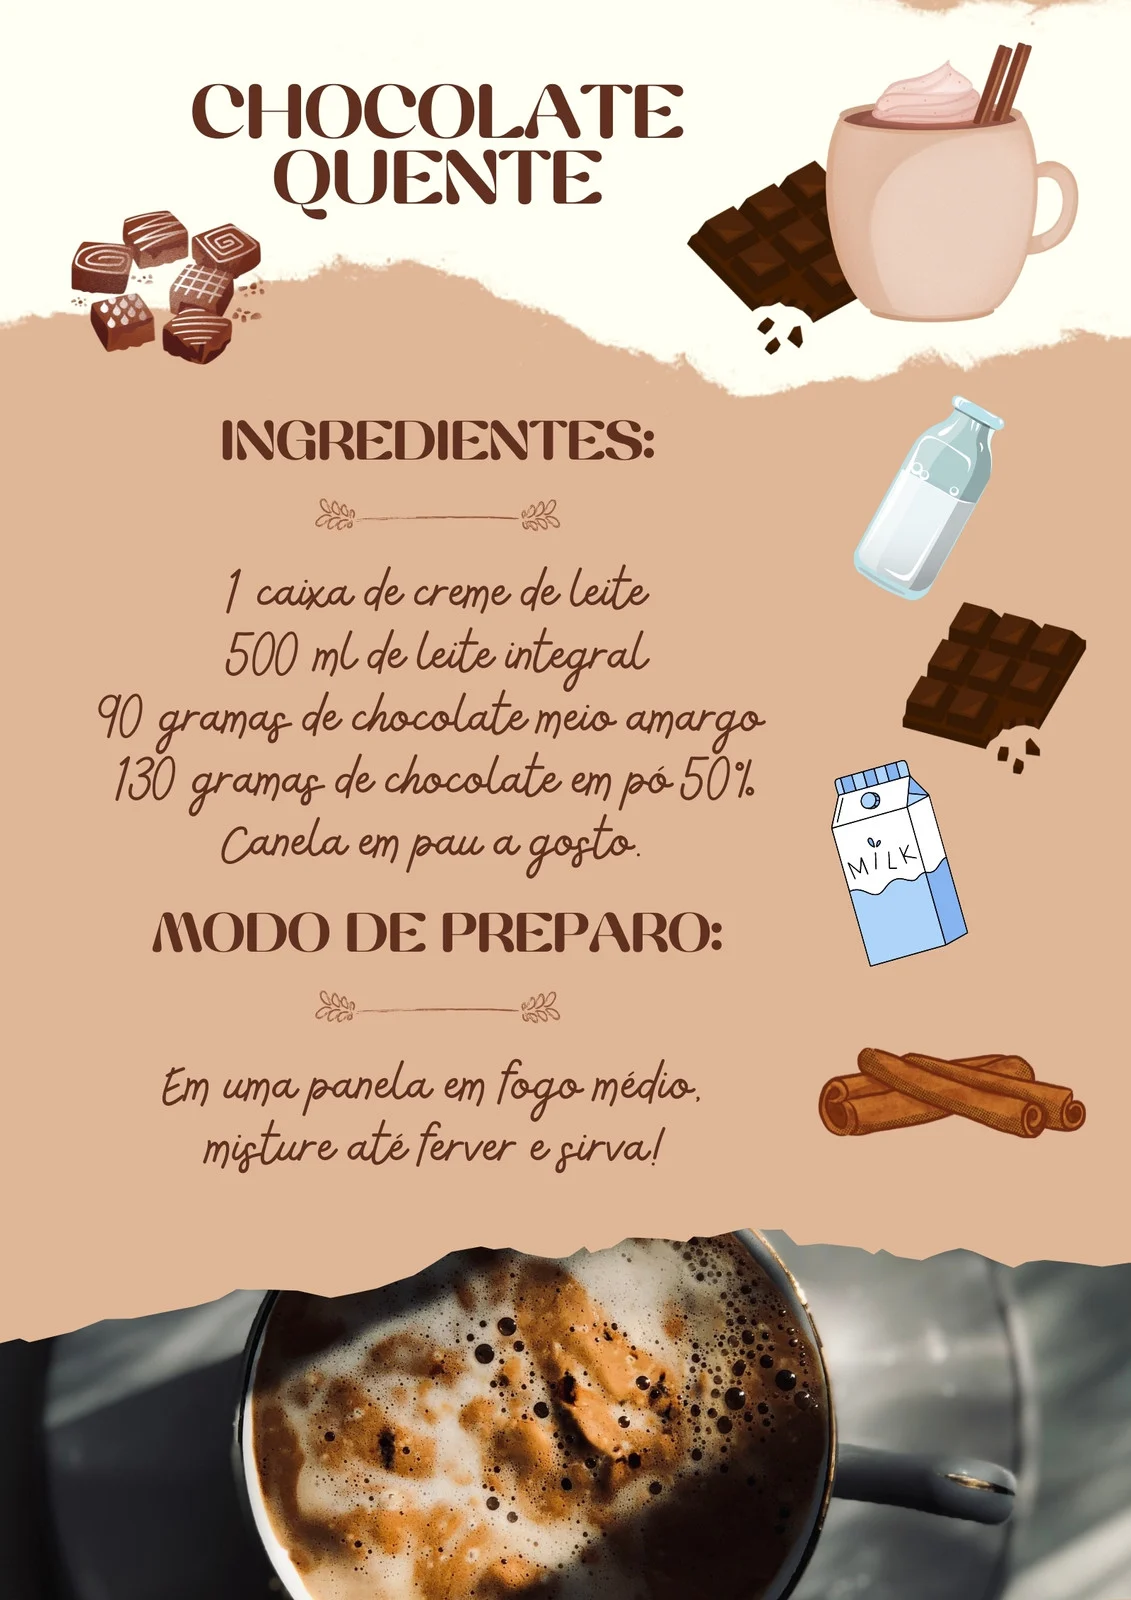 CHOCOLATE
QUENTE
INGREDIENTES:
1 caixa de creme de leite
500 ml de leite integral
90 gramas de chocolate meio amargo
130 gramas de chocolate em pó 50%
Canela em pau a gosto.
MILK
MODO DE PREPARO:
Em uma panela em fogo médio,
misture até ferver e sirva!